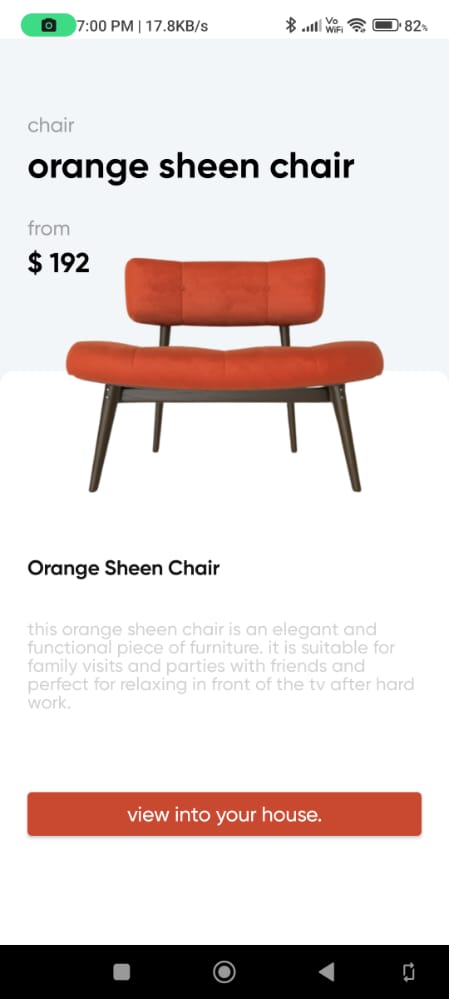 7:00 PM | 17.8KB/s Vo WiFi 82%
chair
orange sheen chair
from
$ 192
Orange Sheen Chair
this orange sheen chair is an elegant and
functional piece of furniture. it is suitable for
family visits and parties with friends and
perfect for relaxing in front of the tv after hard
work.
view into your house.